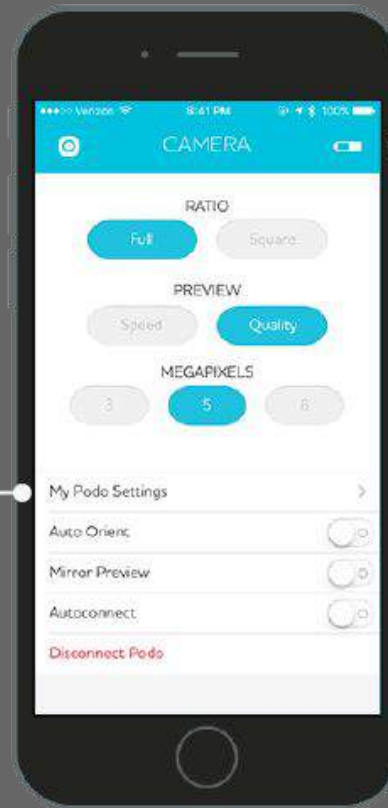 Verizon 8:41 PM 100%
CAMERA
RATIO
Full Square
PREVIEW
Speed Quality
MEGAPIXELS
3 5 8
My Podo Settings
Auto Orient
Mirror Preview
Autoconnect
Disconnect Podo